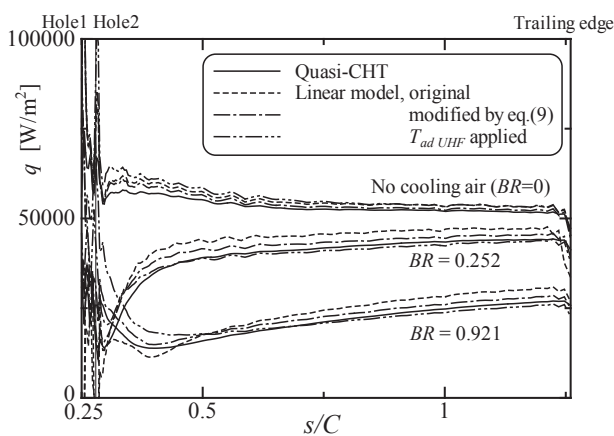 Hole1 Hole2 Trailing edge
100000
Quasi-CHT
Linear model, original
modified by eq.(9)
T_ad UHF applied
q [W/m²]
No cooling air (BR=0)
50000
BR = 0.252
BR = 0.921
0
0.25 0.5 1
s/C